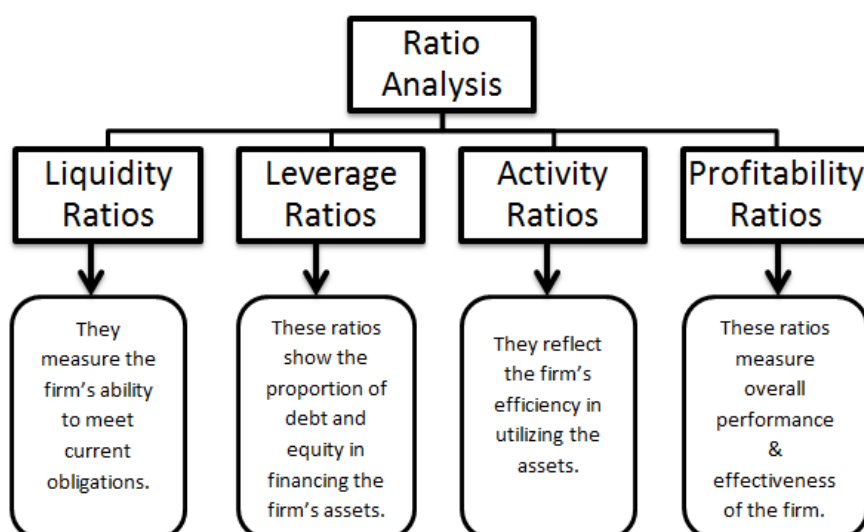 Ratio
Analysis
Liquidity
Ratios
Leverage
Ratios
Activity
Ratios
Profitability
Ratios
They
measure the
firm's ability
to meet
current
obligations.
These ratios
show the
proportion of
debt and
equity in
financing the
firm's assets.
They reflect
the firm's
efficiency in
utilizing the
assets.
These ratios
measure
overall
performance
&
effectiveness
of the firm.